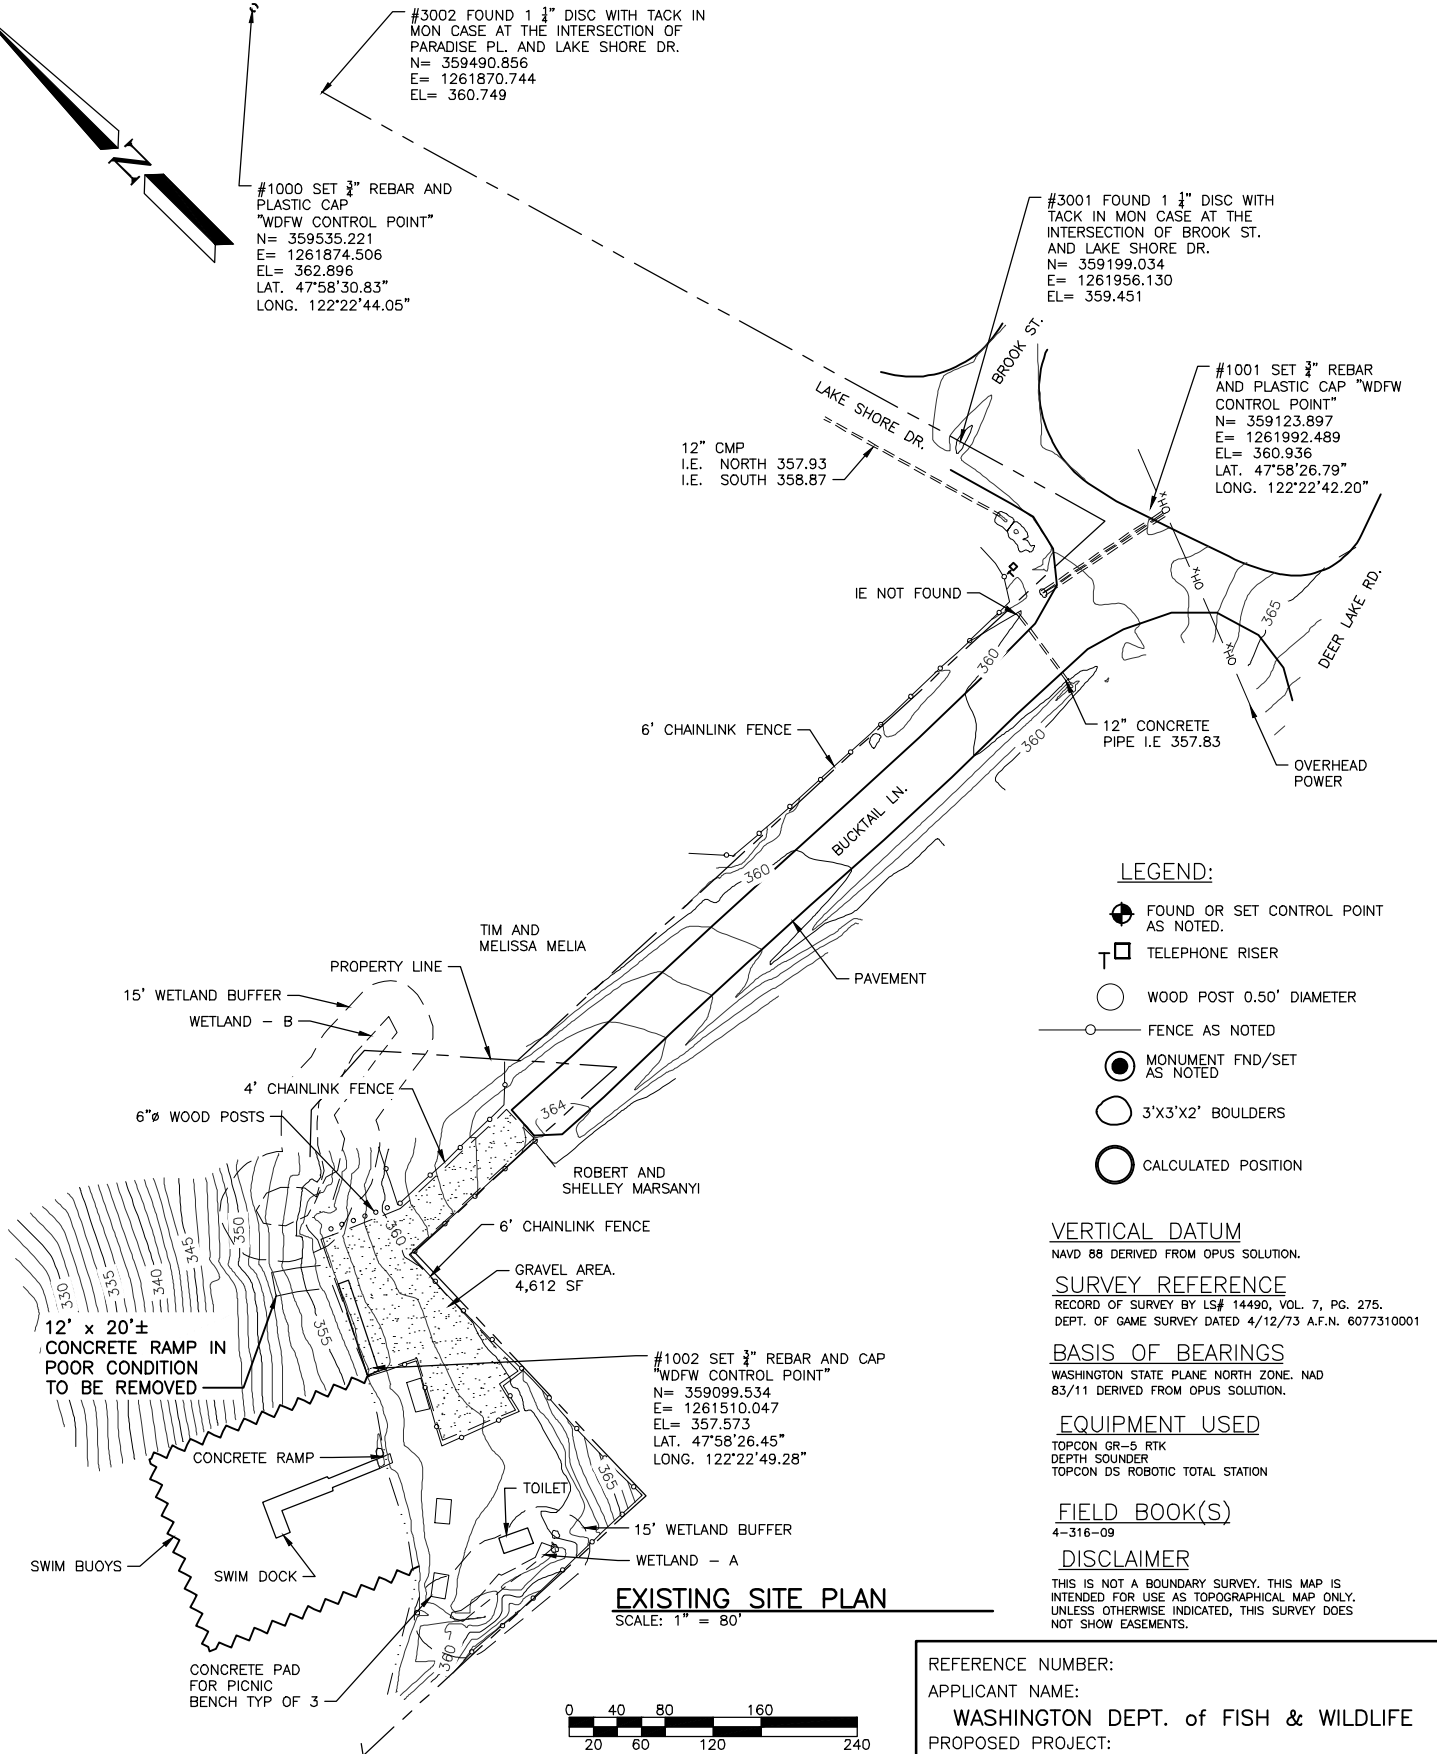 #3002 FOUND 1 1/4" DISC WITH TACK IN
MON CASE AT THE INTERSECTION OF
PARADISE PL. AND LAKE SHORE DR.
N= 359490.856
E= 1261870.744
EL= 360.749
N
#1000 SET 3/4" REBAR AND
PLASTIC CAP
"WDFW CONTROL POINT"
N= 359535.221
E= 1261874.506
EL= 362.896
LAT. 47°58'30.83"
LONG. 122°22'44.05"
#3001 FOUND 1 1/4" DISC WITH
TACK IN MON CASE AT THE
INTERSECTION OF BROOK ST.
AND LAKE SHORE DR.
N= 359199.034
E= 1261956.130
EL= 359.451
BROOK ST.
LAKE SHORE DR.
#1001 SET 3/4" REBAR
AND PLASTIC CAP "WDFW
CONTROL POINT"
N= 359123.897
E= 1261992.489
EL= 360.936
LAT. 47°58'26.79"
LONG. 122°22'42.20"
12" CMP
I.E. NORTH 357.93
I.E. SOUTH 358.87
OHx
OHx
OHx
IE NOT FOUND
365
DEER LAKE RD.
360
6' CHAINLINK FENCE
12" CONCRETE
PIPE I.E 357.83
360
OVERHEAD
POWER
BUCKTAIL LN.
360
TIM AND
MELISSA MELIA
PROPERTY LINE
PAVEMENT
15' WETLAND BUFFER
WETLAND - B
4' CHAINLINK FENCE
6"ø WOOD POSTS
364
ROBERT AND
SHELLEY MARSANYI
6' CHAINLINK FENCE
GRAVEL AREA.
4,612 SF
360
350
345
340
335
330
355
12' x 20'±
CONCRETE RAMP IN
POOR CONDITION
TO BE REMOVED
#1002 SET 3/4" REBAR AND CAP
"WDFW CONTROL POINT"
N= 359099.534
E= 1261510.047
EL= 357.573
LAT. 47°58'26.45"
LONG. 122°22'49.28"
CONCRETE RAMP
TOILET
365
15' WETLAND BUFFER
WETLAND - A
SWIM BUOYS
SWIM DOCK
360
CONCRETE PAD
FOR PICNIC
BENCH TYP OF 3
EXISTING SITE PLAN
SCALE: 1" = 80'
0 40 80 160
20 60 120 240
LEGEND:
FOUND OR SET CONTROL POINT
AS NOTED.
T TELEPHONE RISER
WOOD POST 0.50' DIAMETER
FENCE AS NOTED
MONUMENT FND/SET
AS NOTED
3'X3'X2' BOULDERS
CALCULATED POSITION
VERTICAL DATUM
NAVD 88 DERIVED FROM OPUS SOLUTION.
SURVEY REFERENCE
RECORD OF SURVEY BY LS# 14490, VOL. 7, PG. 275.
DEPT. OF GAME SURVEY DATED 4/12/73 A.F.N. 6077310001
BASIS OF BEARINGS
WASHINGTON STATE PLANE NORTH ZONE. NAD
83/11 DERIVED FROM OPUS SOLUTION.
EQUIPMENT USED
TOPCON GR-5 RTK
DEPTH SOUNDER
TOPCON DS ROBOTIC TOTAL STATION
FIELD BOOK(S)
4-316-09
DISCLAIMER
THIS IS NOT A BOUNDARY SURVEY. THIS MAP IS
INTENDED FOR USE AS TOPOGRAPHICAL MAP ONLY.
UNLESS OTHERWISE INDICATED, THIS SURVEY DOES
NOT SHOW EASEMENTS.
REFERENCE NUMBER:
APPLICANT NAME:
WASHINGTON DEPT. of FISH & WILDLIFE
PROPOSED PROJECT: